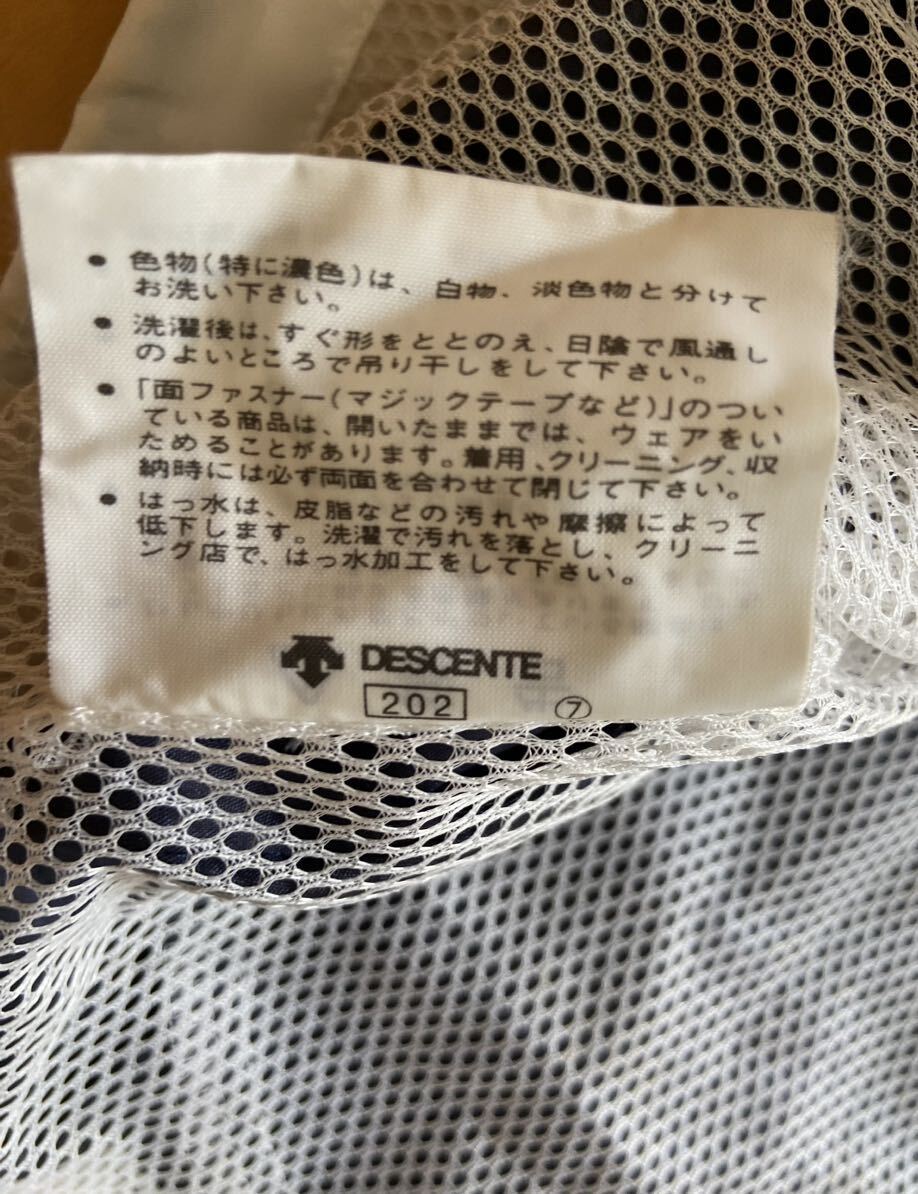 • 色物(特に濃色)は、白物、淡色物と分けて
お洗い下さい。
• 洗濯後は、すぐ形をととのえ、日陰で風通し
のよいところで吊り干しをして下さい。
• 「面ファスナー(マジックテープなど)」のつい
ている商品は、開いたままでは、ウェアをい
ためることがあります。着用、クリーニング、収
納時には必ず両面を合わせて閉じて下さい。
• はっ水は、皮脂などの汚れや摩擦によって
低下します。洗濯で汚れを落とし、クリーニ
ング店で、はっ水加工をして下さい。
DESCENTE
202 ⑦